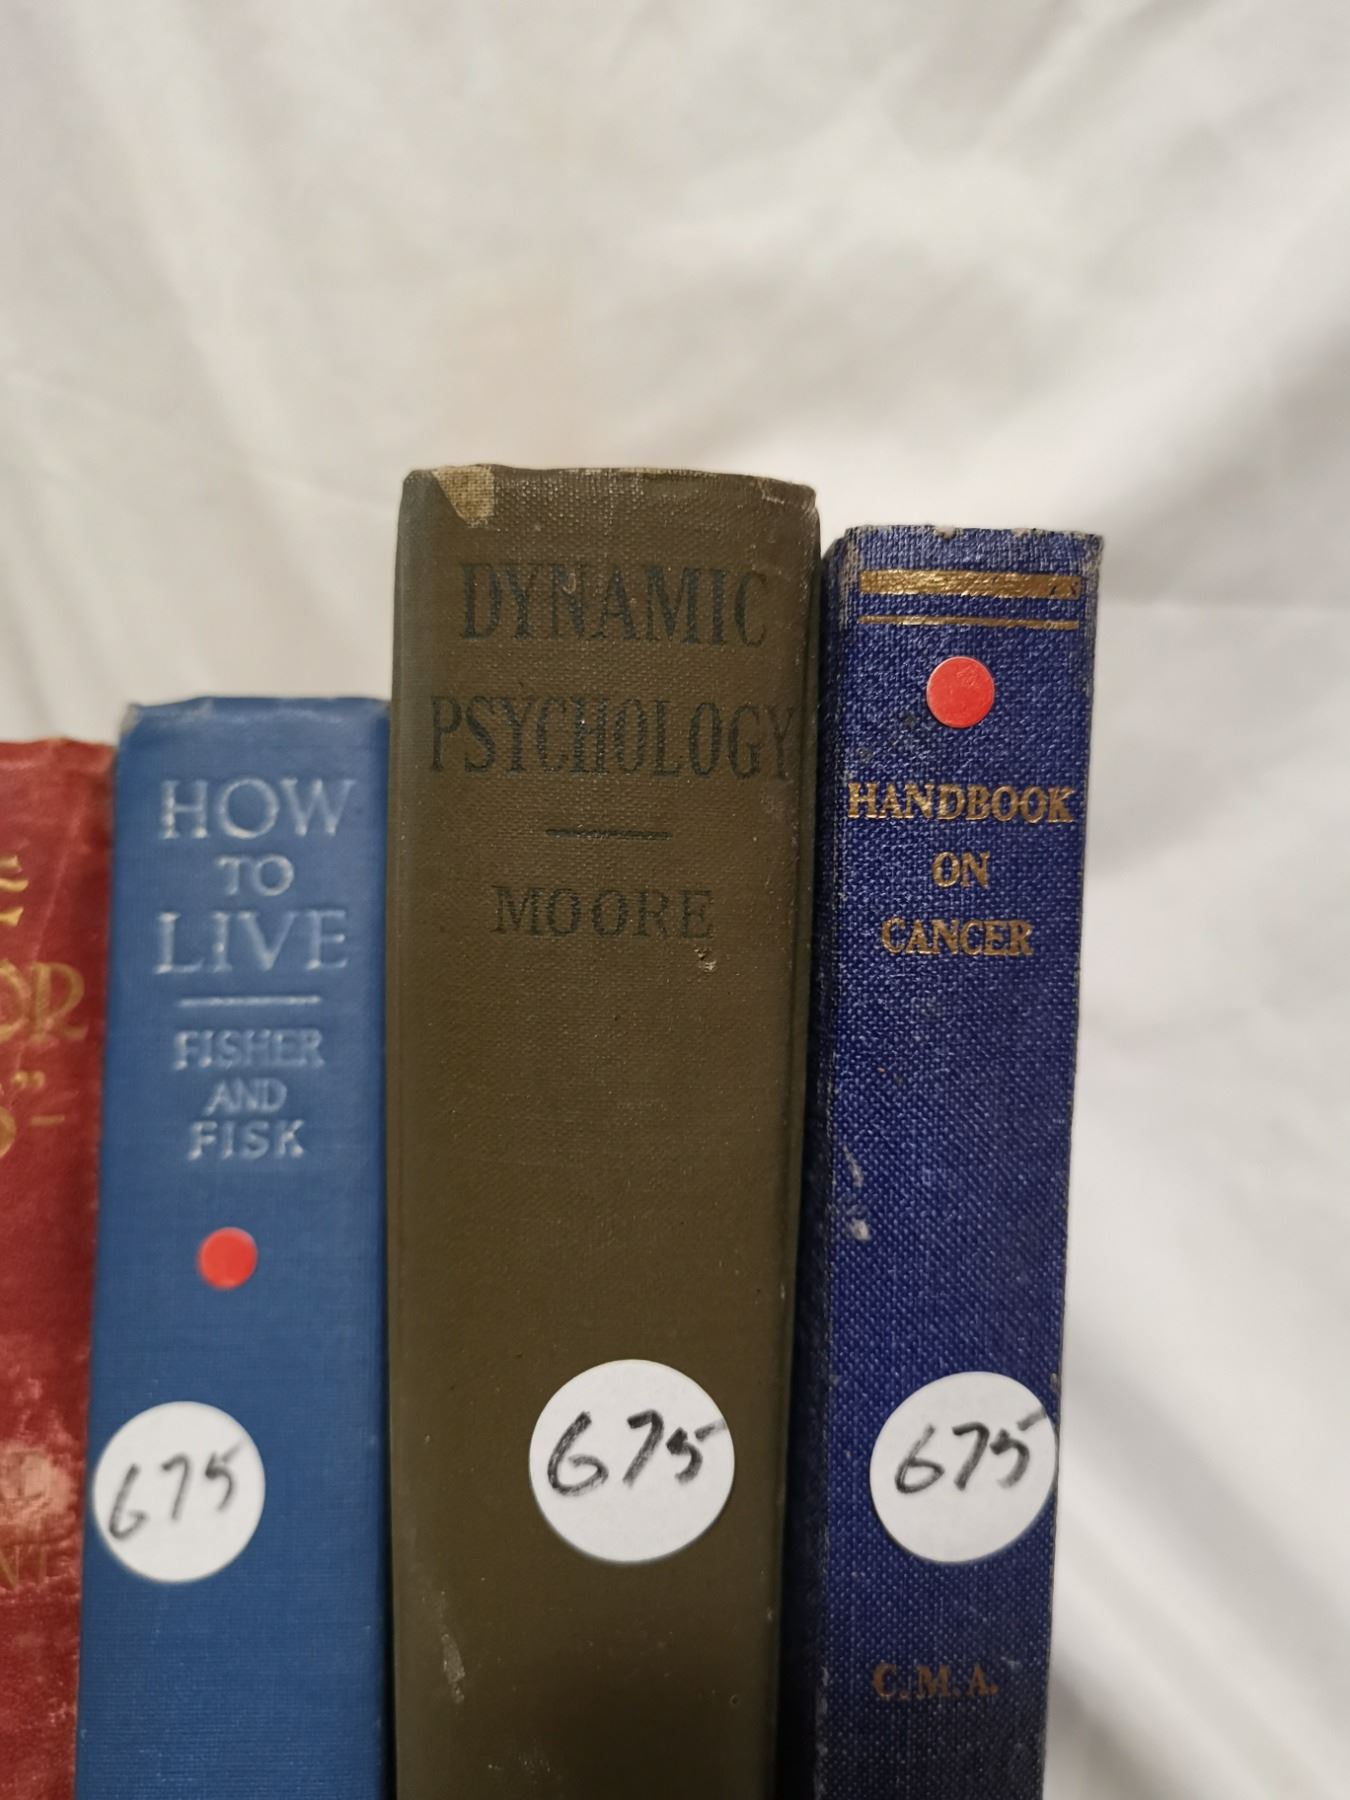 HOW
TO
LIVE
FISHER
AND
FISK
675
DYNAMIC
PSYCHOLOGY
MOORE
675
HANDBOOK
ON
CANCER
675
C.M.A.